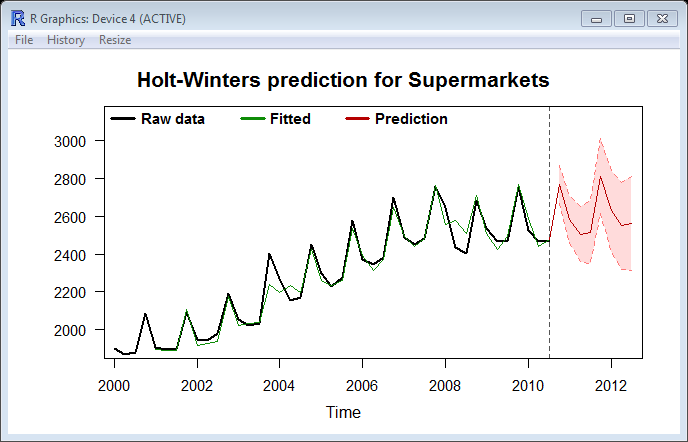 R Graphics: Device 4 (ACTIVE)
File History Resize
Holt-Winters prediction for Supermarkets
Raw data Fitted Prediction
3000
2800
2600
2400
2200
2000
2000 2002 2004 2006 2008 2010 2012
Time